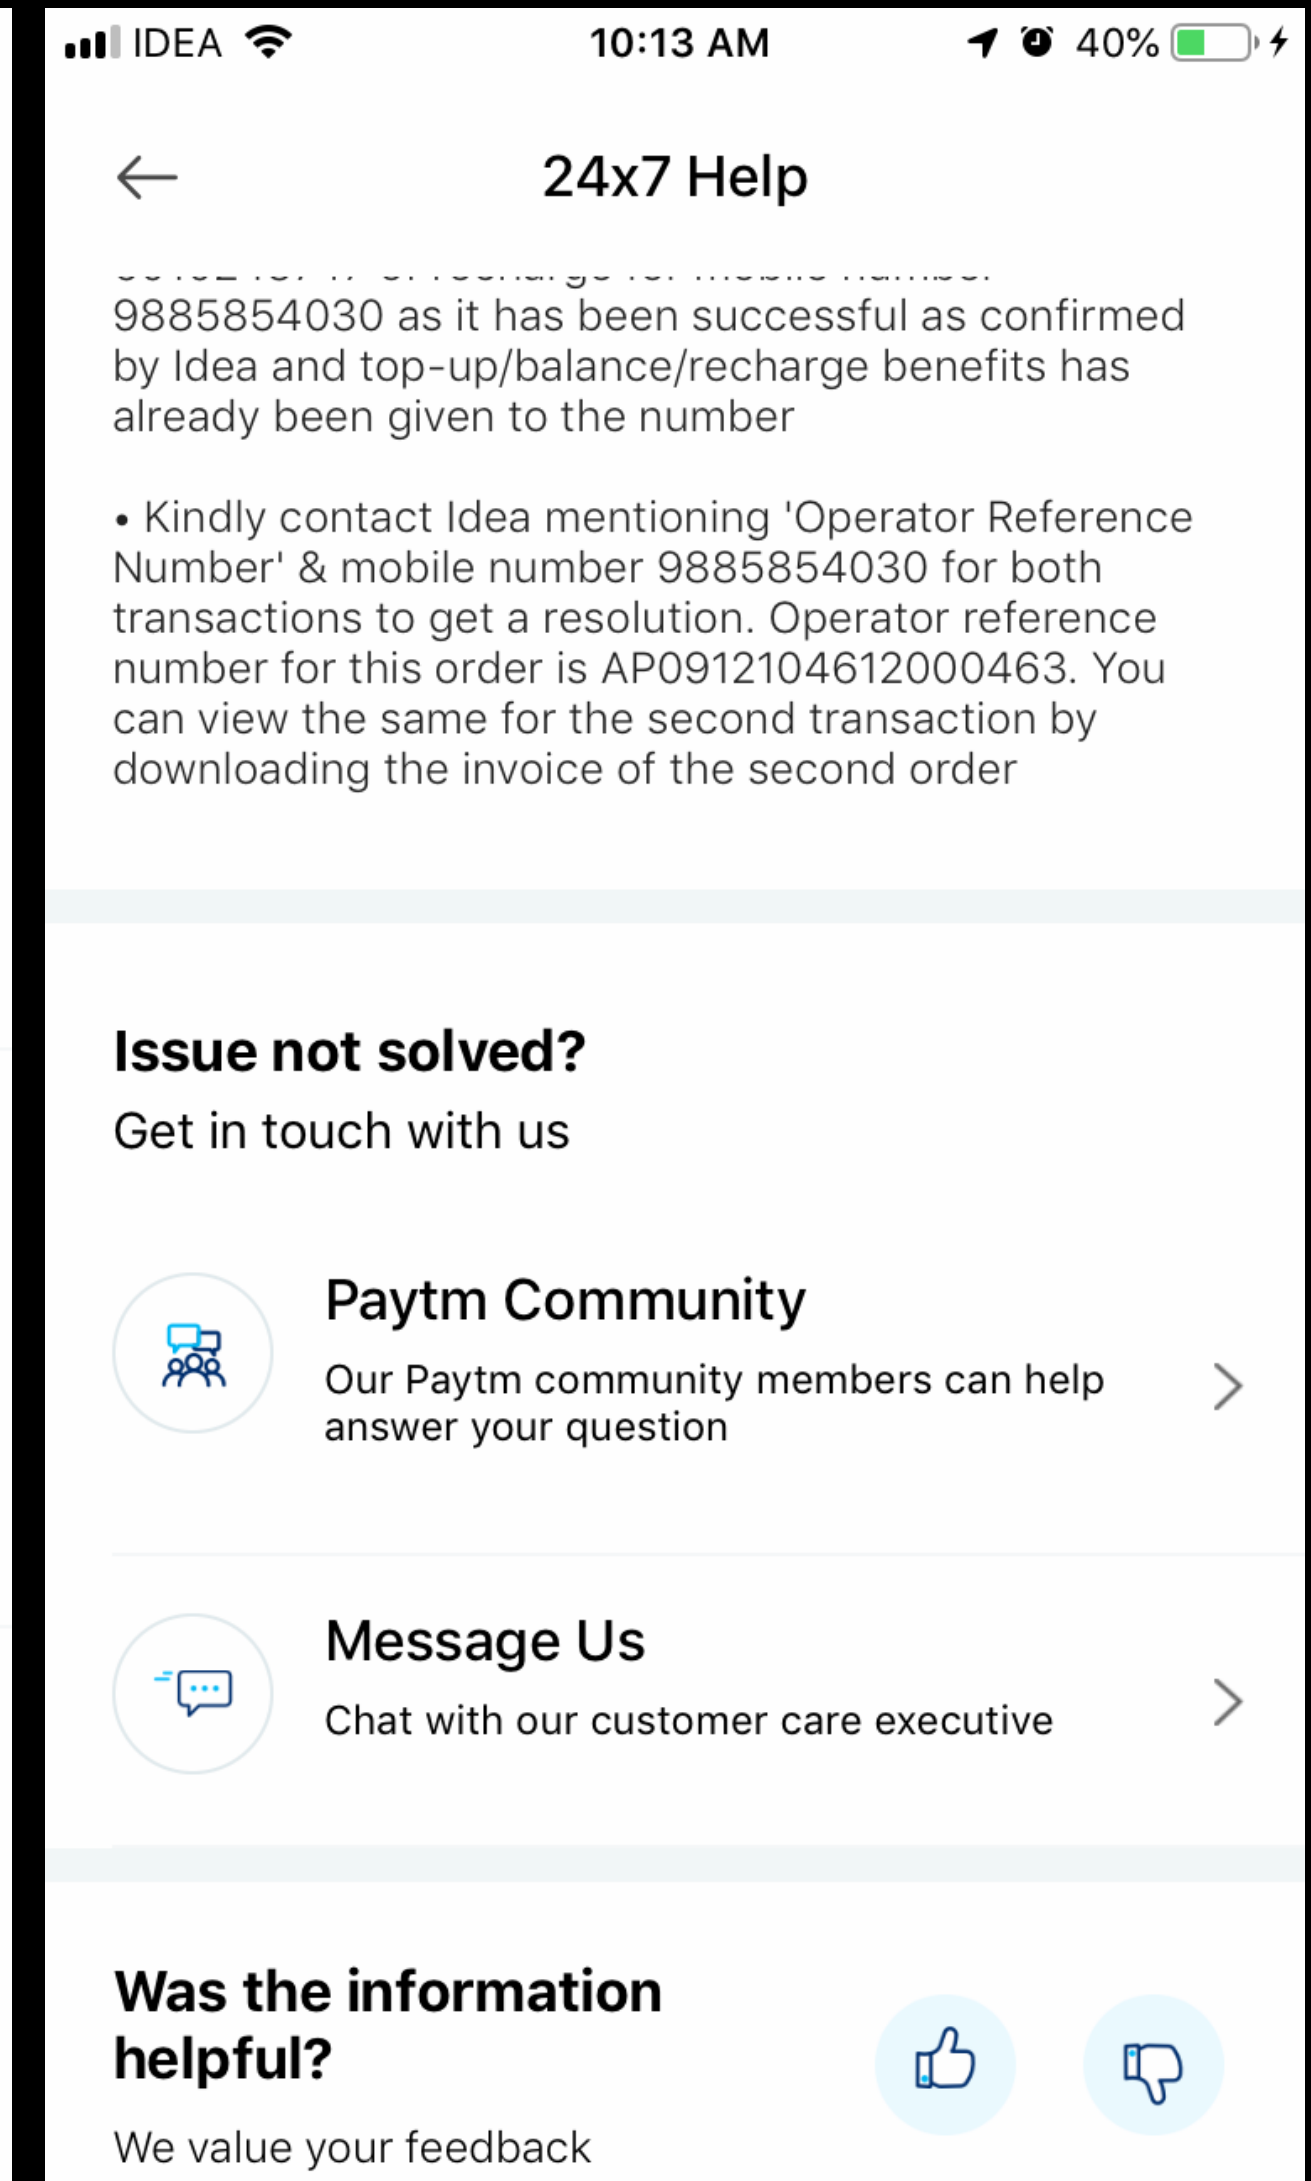 IDEA 10:13 AM 40%
24x7 Help
9885854030 as it has been successful as confirmed
by Idea and top-up/balance/recharge benefits has
already been given to the number
• Kindly contact Idea mentioning 'Operator Reference
Number' & mobile number 9885854030 for both
transactions to get a resolution. Operator reference
number for this order is AP0912104612000463. You
can view the same for the second transaction by
downloading the invoice of the second order
Issue not solved?
Get in touch with us
Paytm Community
Our Paytm community members can help
answer your question
Message Us
Chat with our customer care executive
Was the information
helpful?
We value your feedback